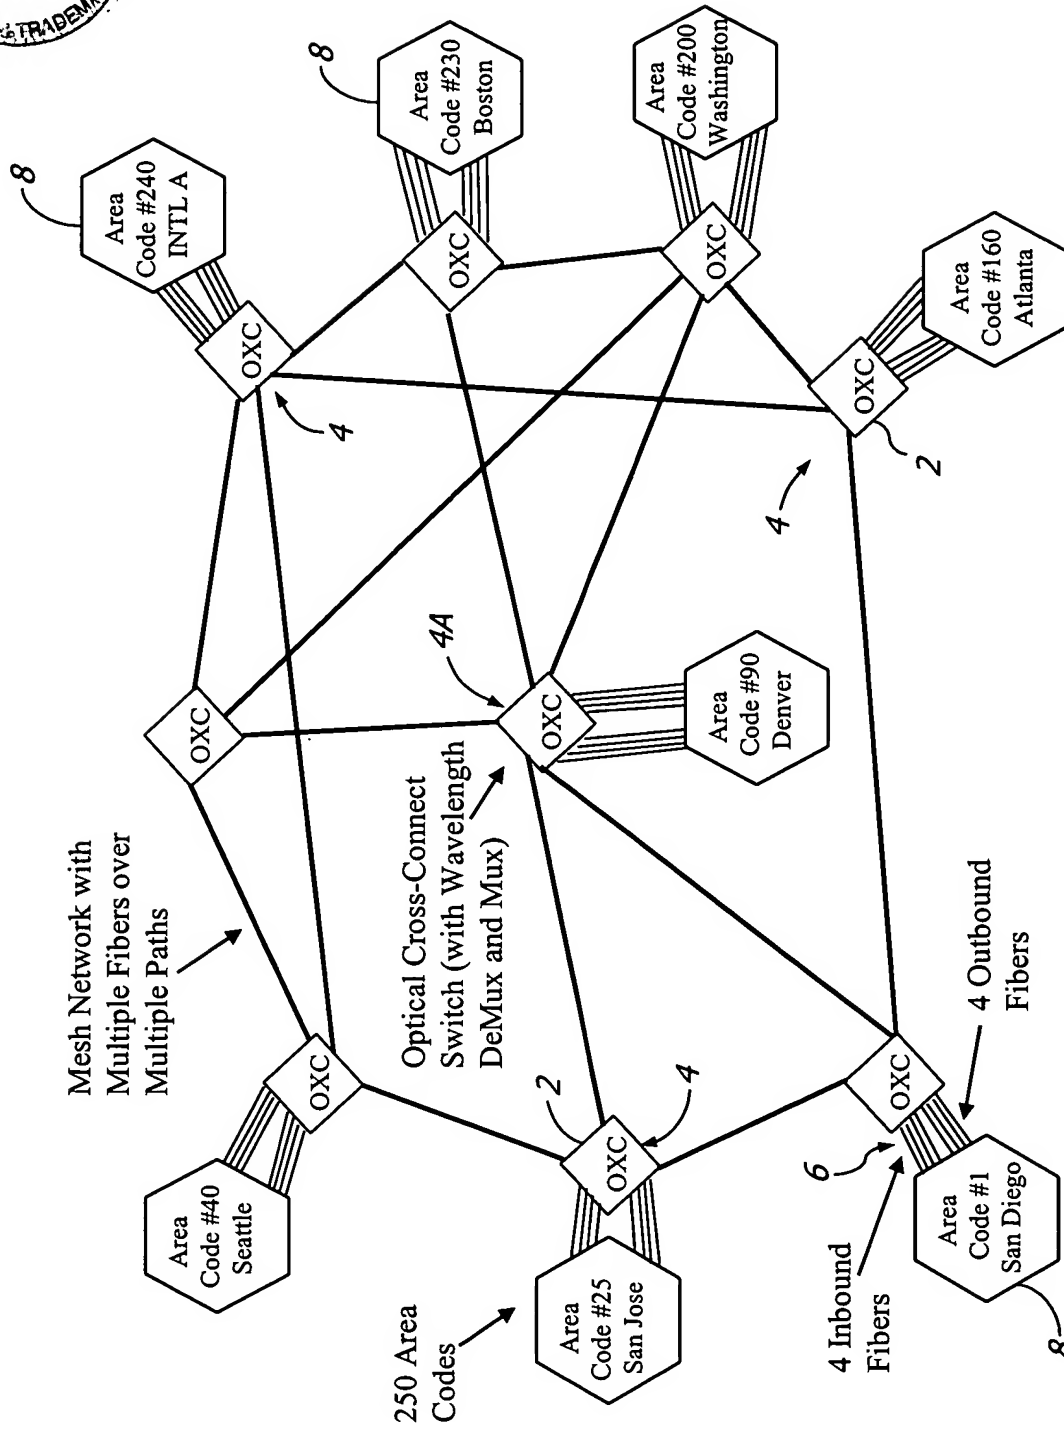 TRADEM
Mesh Network with
Multiple Fibers over
Multiple Paths
Area
Code #240
INTL A
8
OXC
4
Area
Code #230
Boston
8
OXC
Area
Code #200
Washington
OXC
Area
Code #160
Atlanta
OXC
2
4
OXC
Optical Cross-Connect
Switch (with Wavelength
DeMux and Mux)
4A
OXC
Area
Code #90
Denver
Area
Code #40
Seattle
OXC
250 Area
Codes
Area
Code #25
San Jose
2
OXC
4
4 Inbound
Fibers
6
OXC
4 Outbound
Fibers
Area
Code #1
San Diego
8